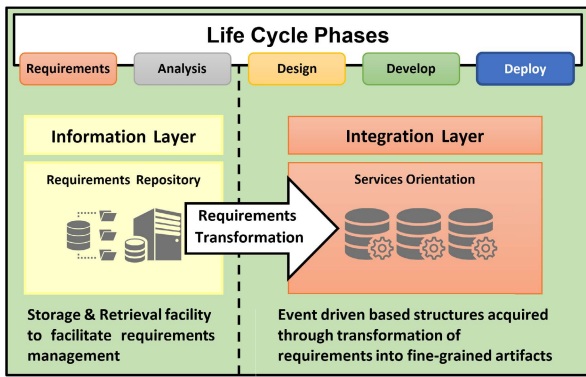 Life Cycle Phases
Requirements
Analysis
Design
Develop
Deploy
Information Layer
Integration Layer
Requirements Repository
Services Orientation
Requirements
Transformation
Storage & Retrieval facility
to facilitate requirements
management
Event driven based structures acquired
through transformation of
requirements into fine-grained artifacts